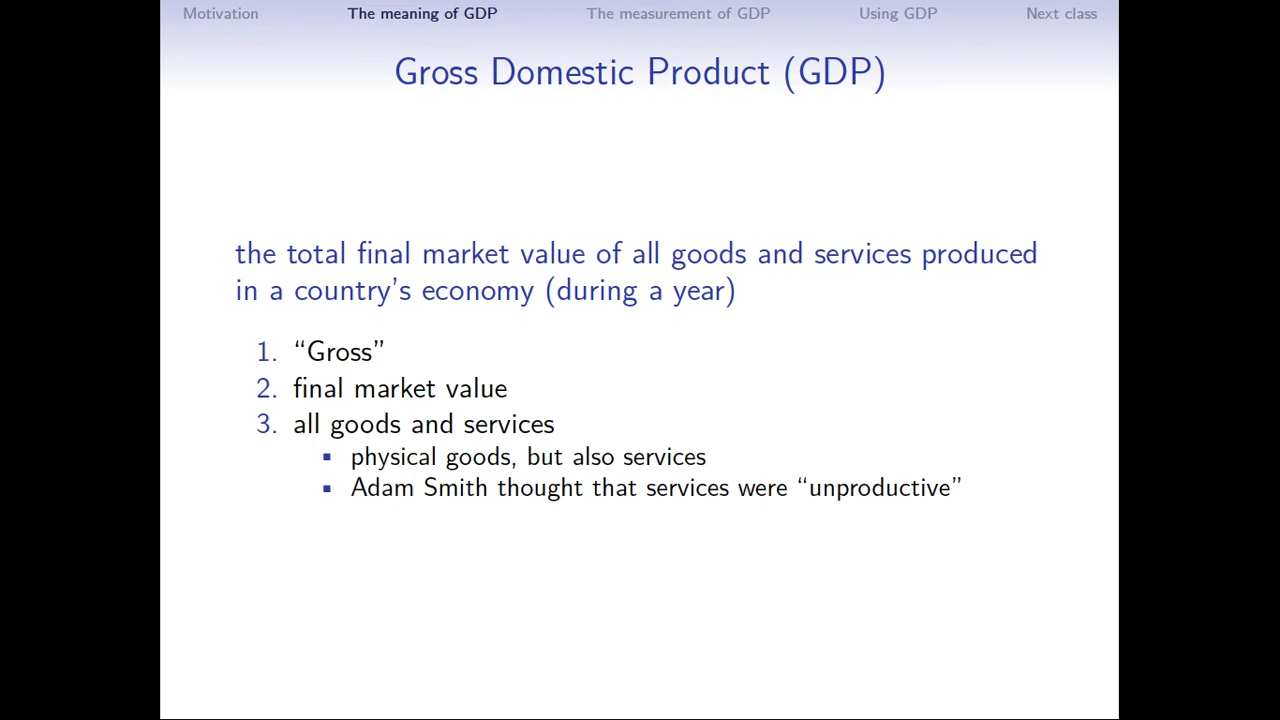 Motivation The meaning of GDP The measurement of GDP Using GDP Next class
Gross Domestic Product (GDP)
the total final market value of all goods and services produced
in a country's economy (during a year)
1. “Gross”
2. final market value
3. all goods and services
▪ physical goods, but also services
▪ Adam Smith thought that services were “unproductive”